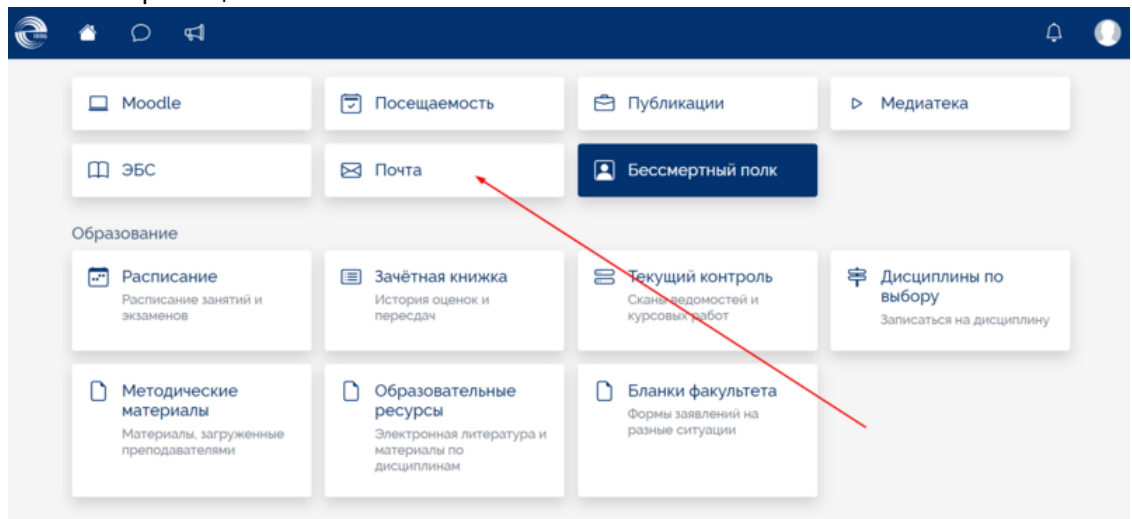 Moodle
Посещаемость
Публикации
Медиатека
ЭБС
Почта
Бессмертный полк
Образование
Расписание
Расписание занятий и
экзаменов
Зачётная книжка
История оценок и
пересдач
Текущий контроль
Сканы ведомостей и
курсовых работ
Дисциплины по
выбору
Записаться на дисциплину
Методические
материалы
Материалы, загруженные
преподавателями
Образовательные
ресурсы
Электронная литература и
материалы по
дисциплинам
Бланки факультета
Формы заявлений на
разные ситуации